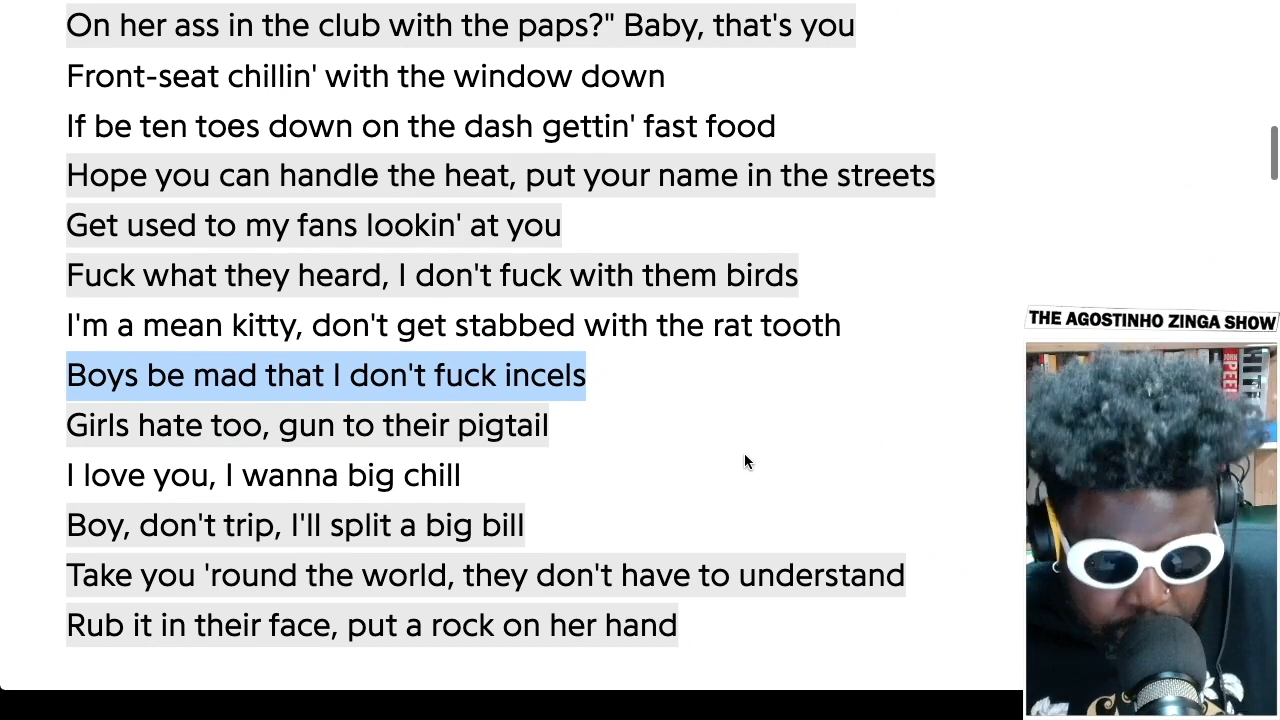 On her ass in the club with the paps?" Baby, that's you
Front-seat chillin' with the window down
If be ten toes down on the dash gettin' fast food
Hope you can handle the heat, put your name in the streets
Get used to my fans lookin' at you
Fuck what they heard, I don't fuck with them birds
I'm a mean kitty, don't get stabbed with the rat tooth
Boys be mad that I don't fuck incels
Girls hate too, gun to their pigtail
I love you, I wanna big chill
Boy, don't trip, I'll split a big bill
Take you 'round the world, they don't have to understand
Rub it in their face, put a rock on her hand
THE AGOSTINHO ZINGA SHOW